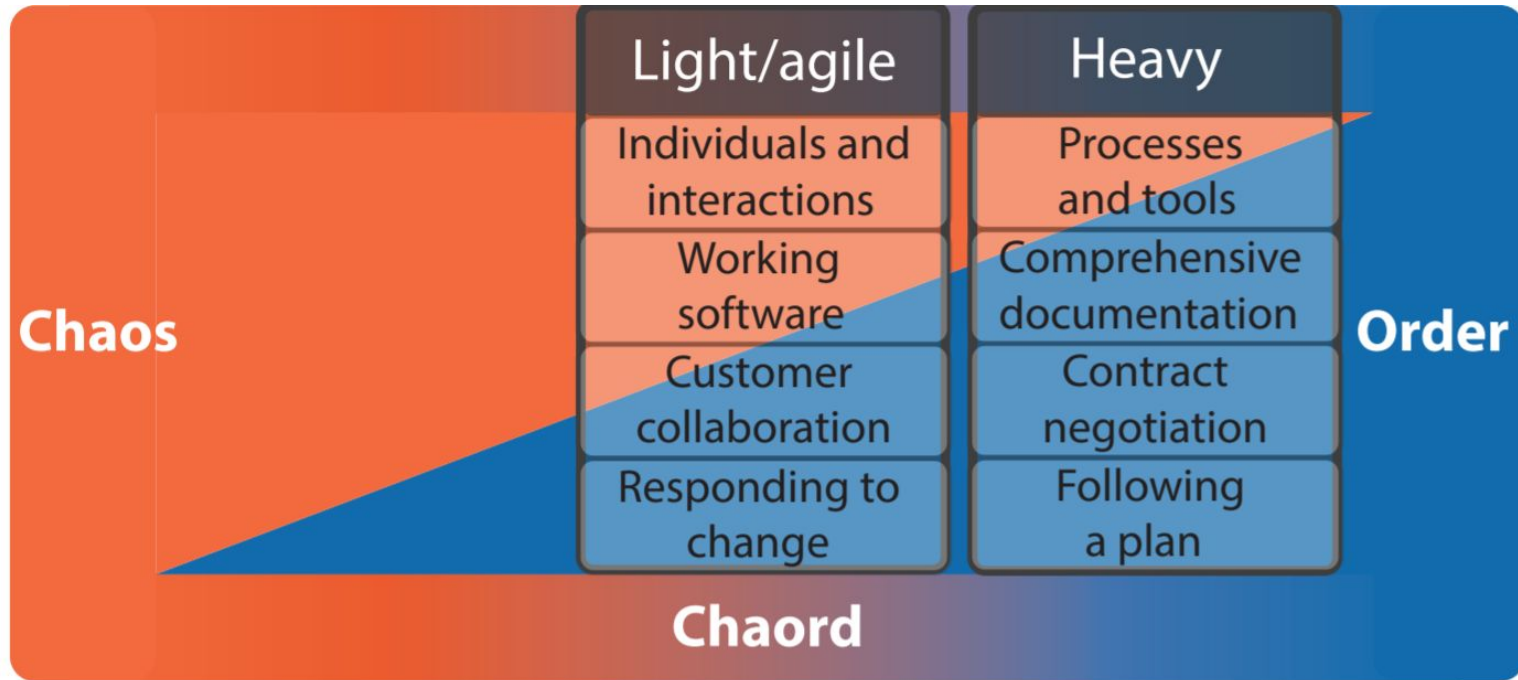 Light/agile
Heavy
Individuals and
interactions
Processes
and tools
Working
software
Comprehensive
documentation
Chaos
Order
Customer
collaboration
Contract
negotiation
Responding to
change
Following
a plan
Chaord